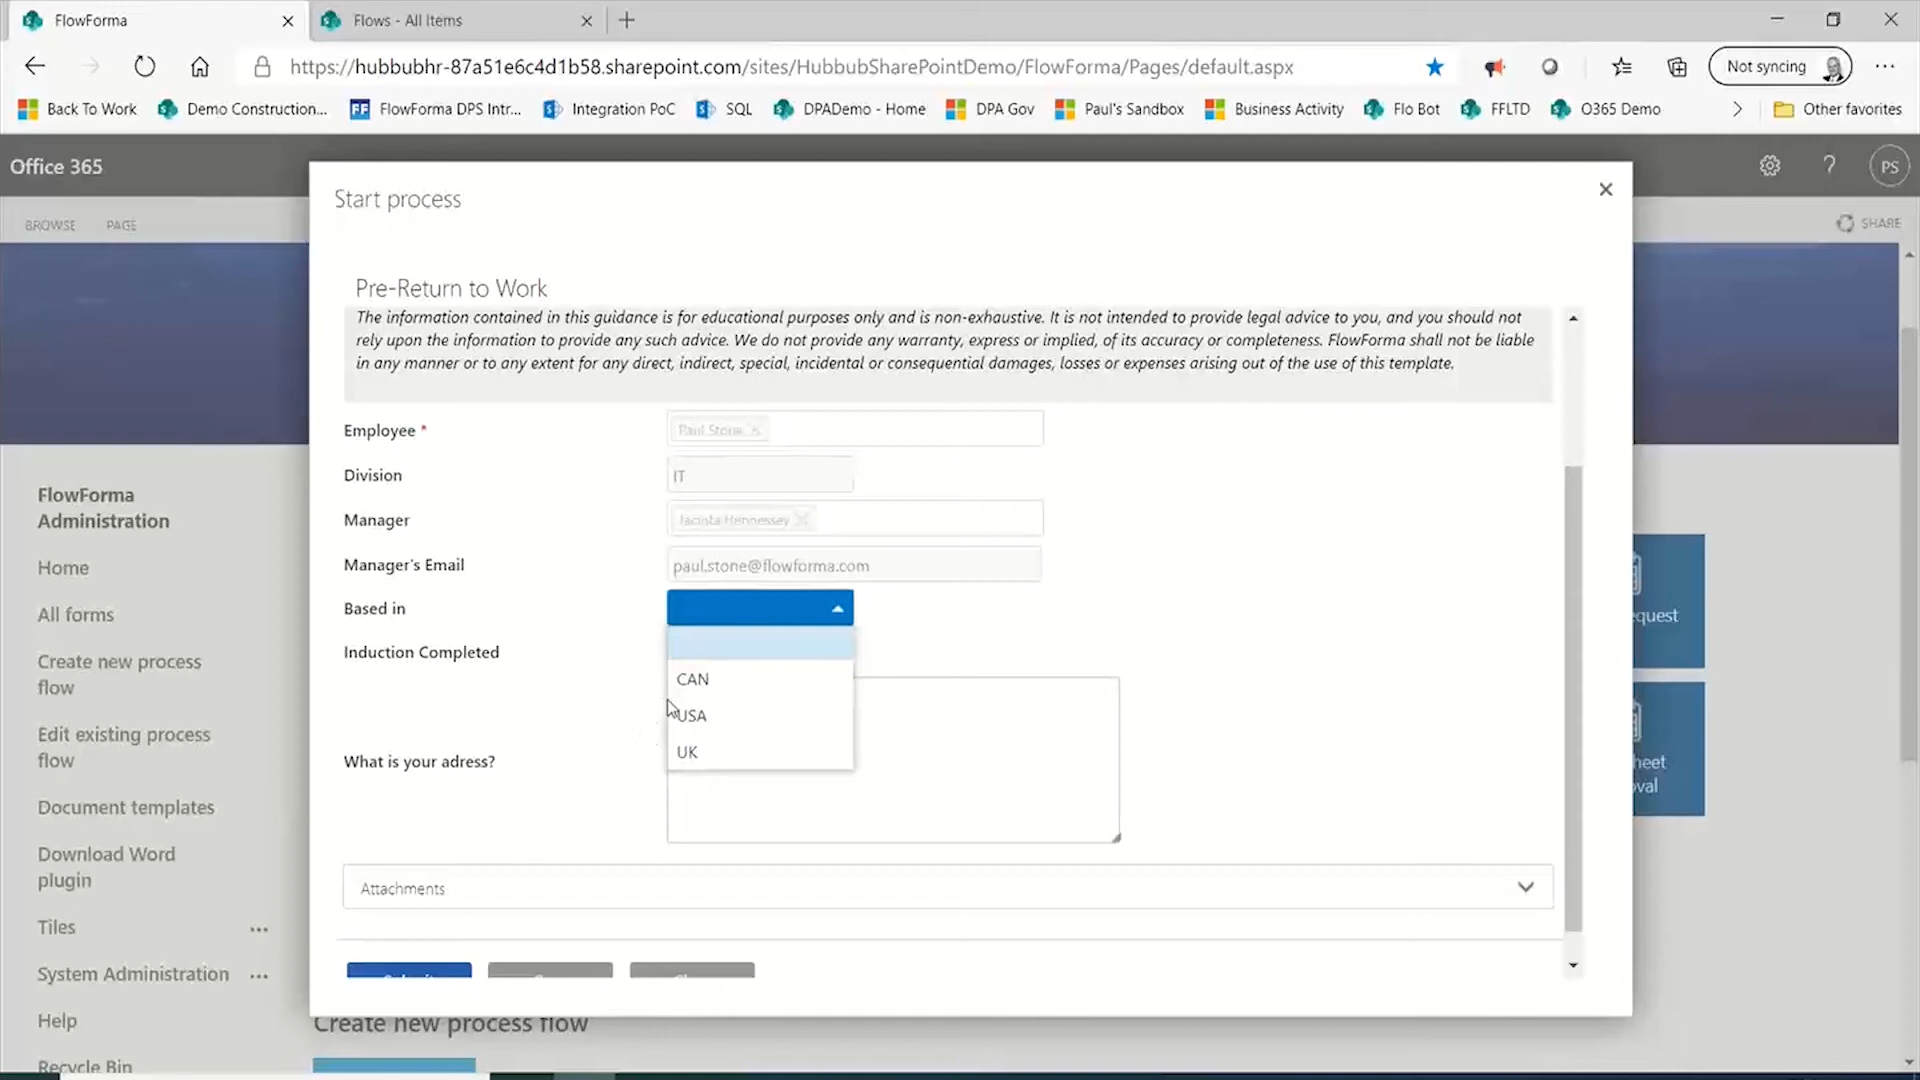 FlowForma
Flows - All Items
https://hubbubhr-87a51e6c4d1b58.sharepoint.com/sites/HubbubSharePointDemo/FlowForma/Pages/default.aspx
Not syncing
Back To Work
Demo Construction...
FF
FlowForma DPS Intr...
Integration PoC
SQL
DPADemo - Home
DPA Gov
Paul's Sandbox
Business Activity
Flo Bot
FFLTD
O365 Demo
Other favorites
Office 365
?
PS
BROWSE
PAGE
SHARE
Start process
Pre-Return to Work
The information contained in this guidance is for educational purposes only and is non-exhaustive. It is not intended to provide legal advice to you, and you should not
rely upon the information to provide any such advice. We do not provide any warranty, express or implied, of its accuracy or completeness. FlowForma shall not be liable
in any manner or to any extent for any direct, indirect, special, incidental or consequential damages, losses or expenses arising out of the use of this template.
Employee *
Paul Stone
Division
IT
Manager
Jacinta Hennessey
Manager's Email
paul.stone@flowforma.com
Based in
CAN
USA
UK
Induction Completed
What is your adress?
Attachments
FlowForma
Administration
Home
All forms
Create new process
flow
Edit existing process
flow
Document templates
Download Word
plugin
Tiles
System Administration
Help
Recycle Bin
quest
heet
oval
Create new process flow